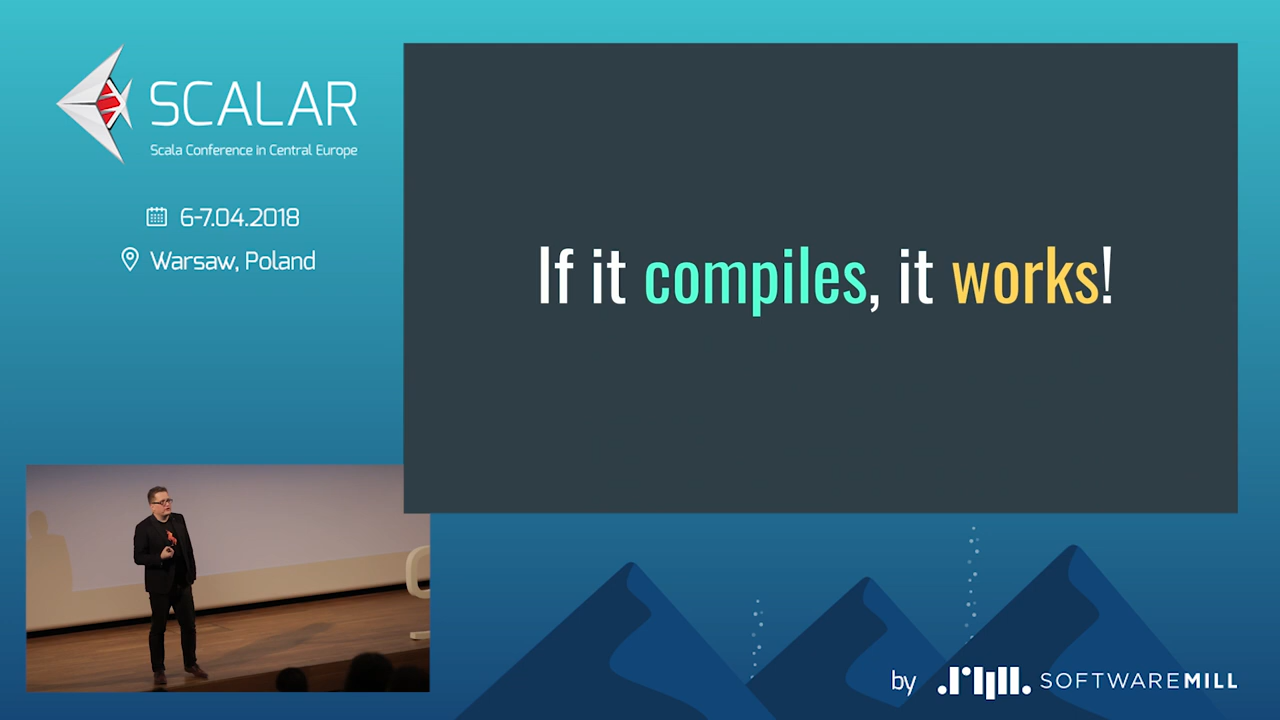 SCALAR
Scala Conference in Central Europe
6-7.04.2018
Warsaw, Poland
If it compiles, it works!
by SOFTWAREMILL